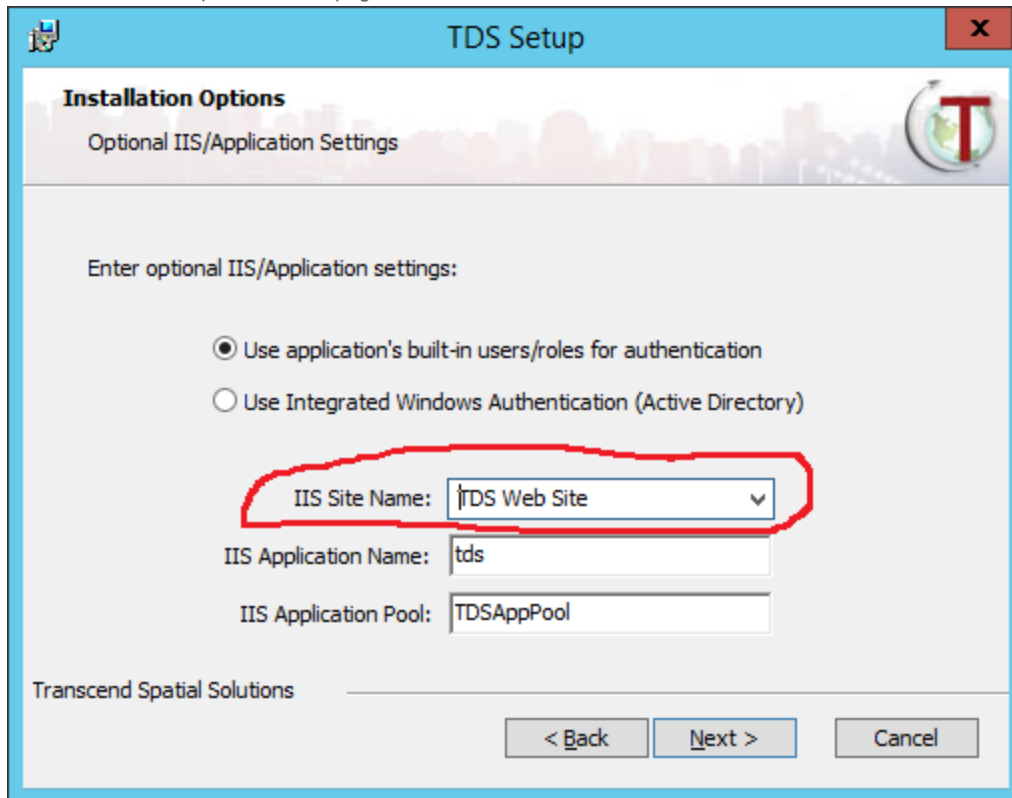 TDS Setup
x
Installation Options
Optional IIS/Application Settings
T
Enter optional IIS/Application settings:
Use application's built-in users/roles for authentication
Use Integrated Windows Authentication (Active Directory)
IIS Site Name: TDS Web Site
IIS Application Name: tds
IIS Application Pool: TDSAppPool
Transcend Spatial Solutions
< Back Next > Cancel